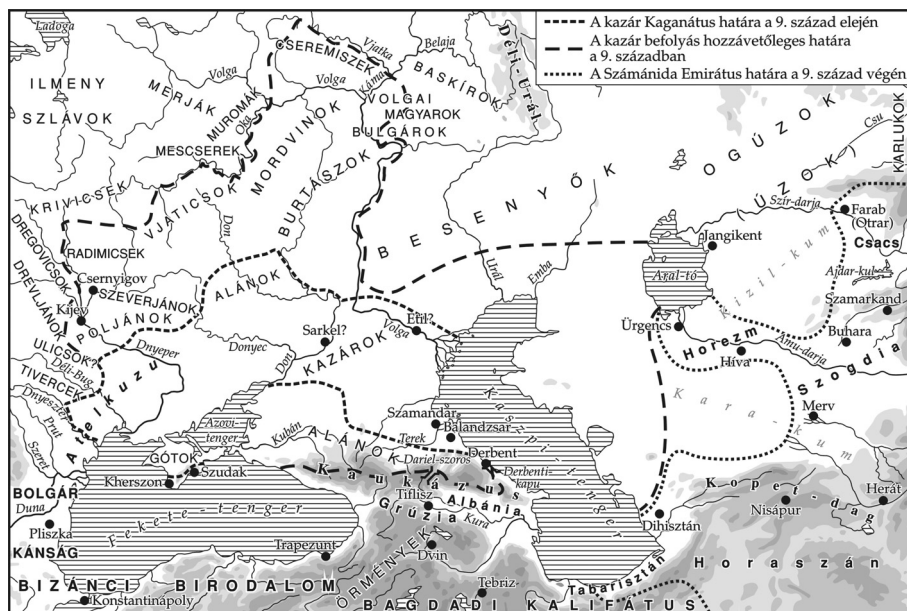 A kazár Kaganátus határa a 9. század elején
A kazár befolyás hozzávetőleges határa
a 9. században
A Számánida Emirátus határa a 9. század végén
Ladoga
ILMENY
SZLÁVOK
MERJÁK
Volga
CSEREMISZEK
Vjatka
Belaja
Déli-Urál
Volga
Káma
BASKÍROK
MUROMAK
Oka
VOLGAI
MAGYAROK
BULGÁROK
MESCSEREK
MORDVINOK
BURTÁSZOK
OGÚZOK
Csu
KARLUKOK
ÚZOK
KRIVICSEK
VJATICSOK
Don
BESENYŐK
Szír-darja
Farab
(Otrar)
DREGOVICSOK
RADIMICSEK
Jangikent
Csacs
Csernyigov
DREVLJÁNOK
SZEVERJÁNOK
ALÁNOK
Urál
Emba
Aral-tó
Kizil-kum
Ajdar-kul
Kijev
POLJÁNOK
Szamarkand
Sarkel?
Etil?
Volga
Ürgencs
Buhara
ULICSOK?
Dnyeper
Donyec
Don
KAZÁROK
Horezm
Amu-darja
Híva
Szogdia
Déli-Bug
TIVERCEK
Etelkuzu
Dnyeszter
Prut
Szeret
Kara-kum
Merv
Szamandar
Balandzsar
Kaszpi-tenger
Azovi-
tenger
Kubán
ALÁNOK
Terek
GÓTOK
Szudak
Dariel-szoros
Derbent
Derbenti-
kapu
Kherszon
Kaukázus
BOLGÁR
Duna
Tiflisz
Albánia
Kopet-dag
Herát
Grúzia
Kura
Nisápur
Pliszka
Fekete-tenger
Dihisztán
KÁNSÁG
Trapezunt
ÖRMÉNYEK
Dvin
Horaszán
BIZÁNCI BIRODALOM
Tebriz
Tabarisztán
Konstantinápoly
BAGDADI KALIFÁTUS